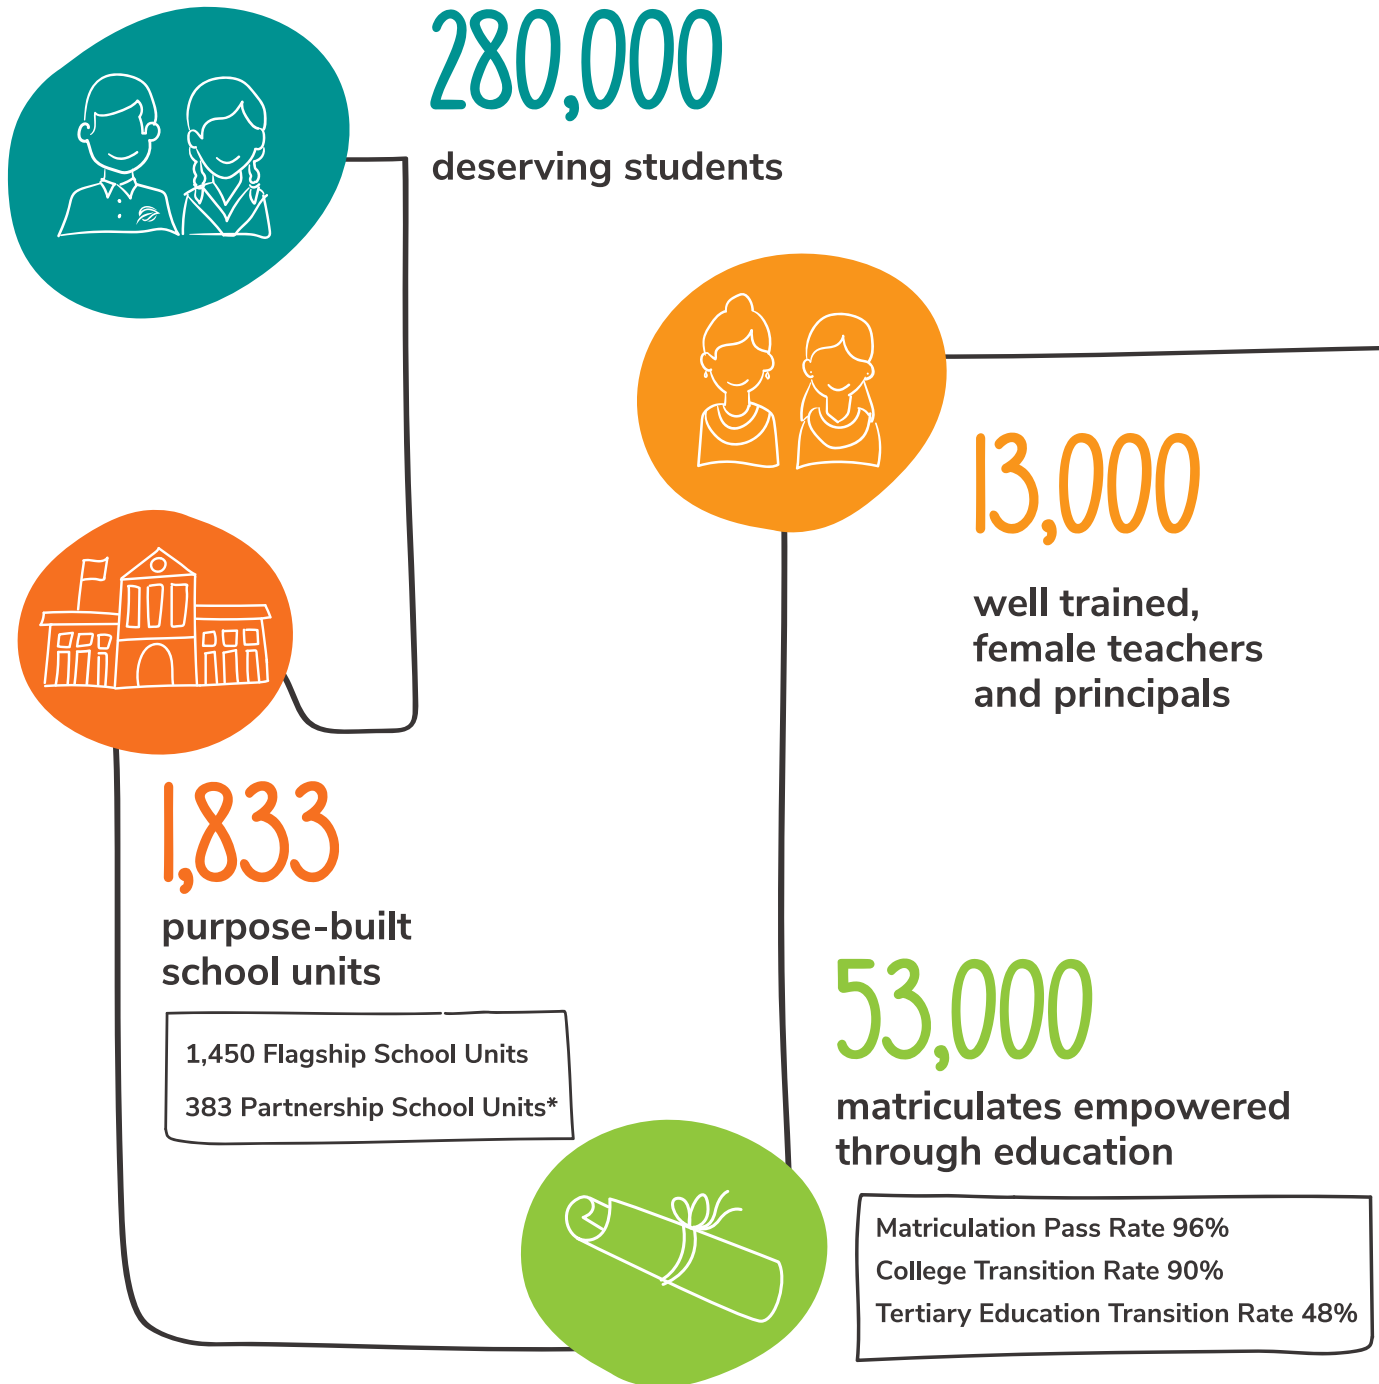 280,000
deserving students
13,000
well trained,
female teachers
and principals
1,833
purpose-built
school units
1,450 Flagship School Units
383 Partnership School Units*
53,000
matriculates empowered
through education
Matriculation Pass Rate 96%
College Transition Rate 90%
Tertiary Education Transition Rate 48%